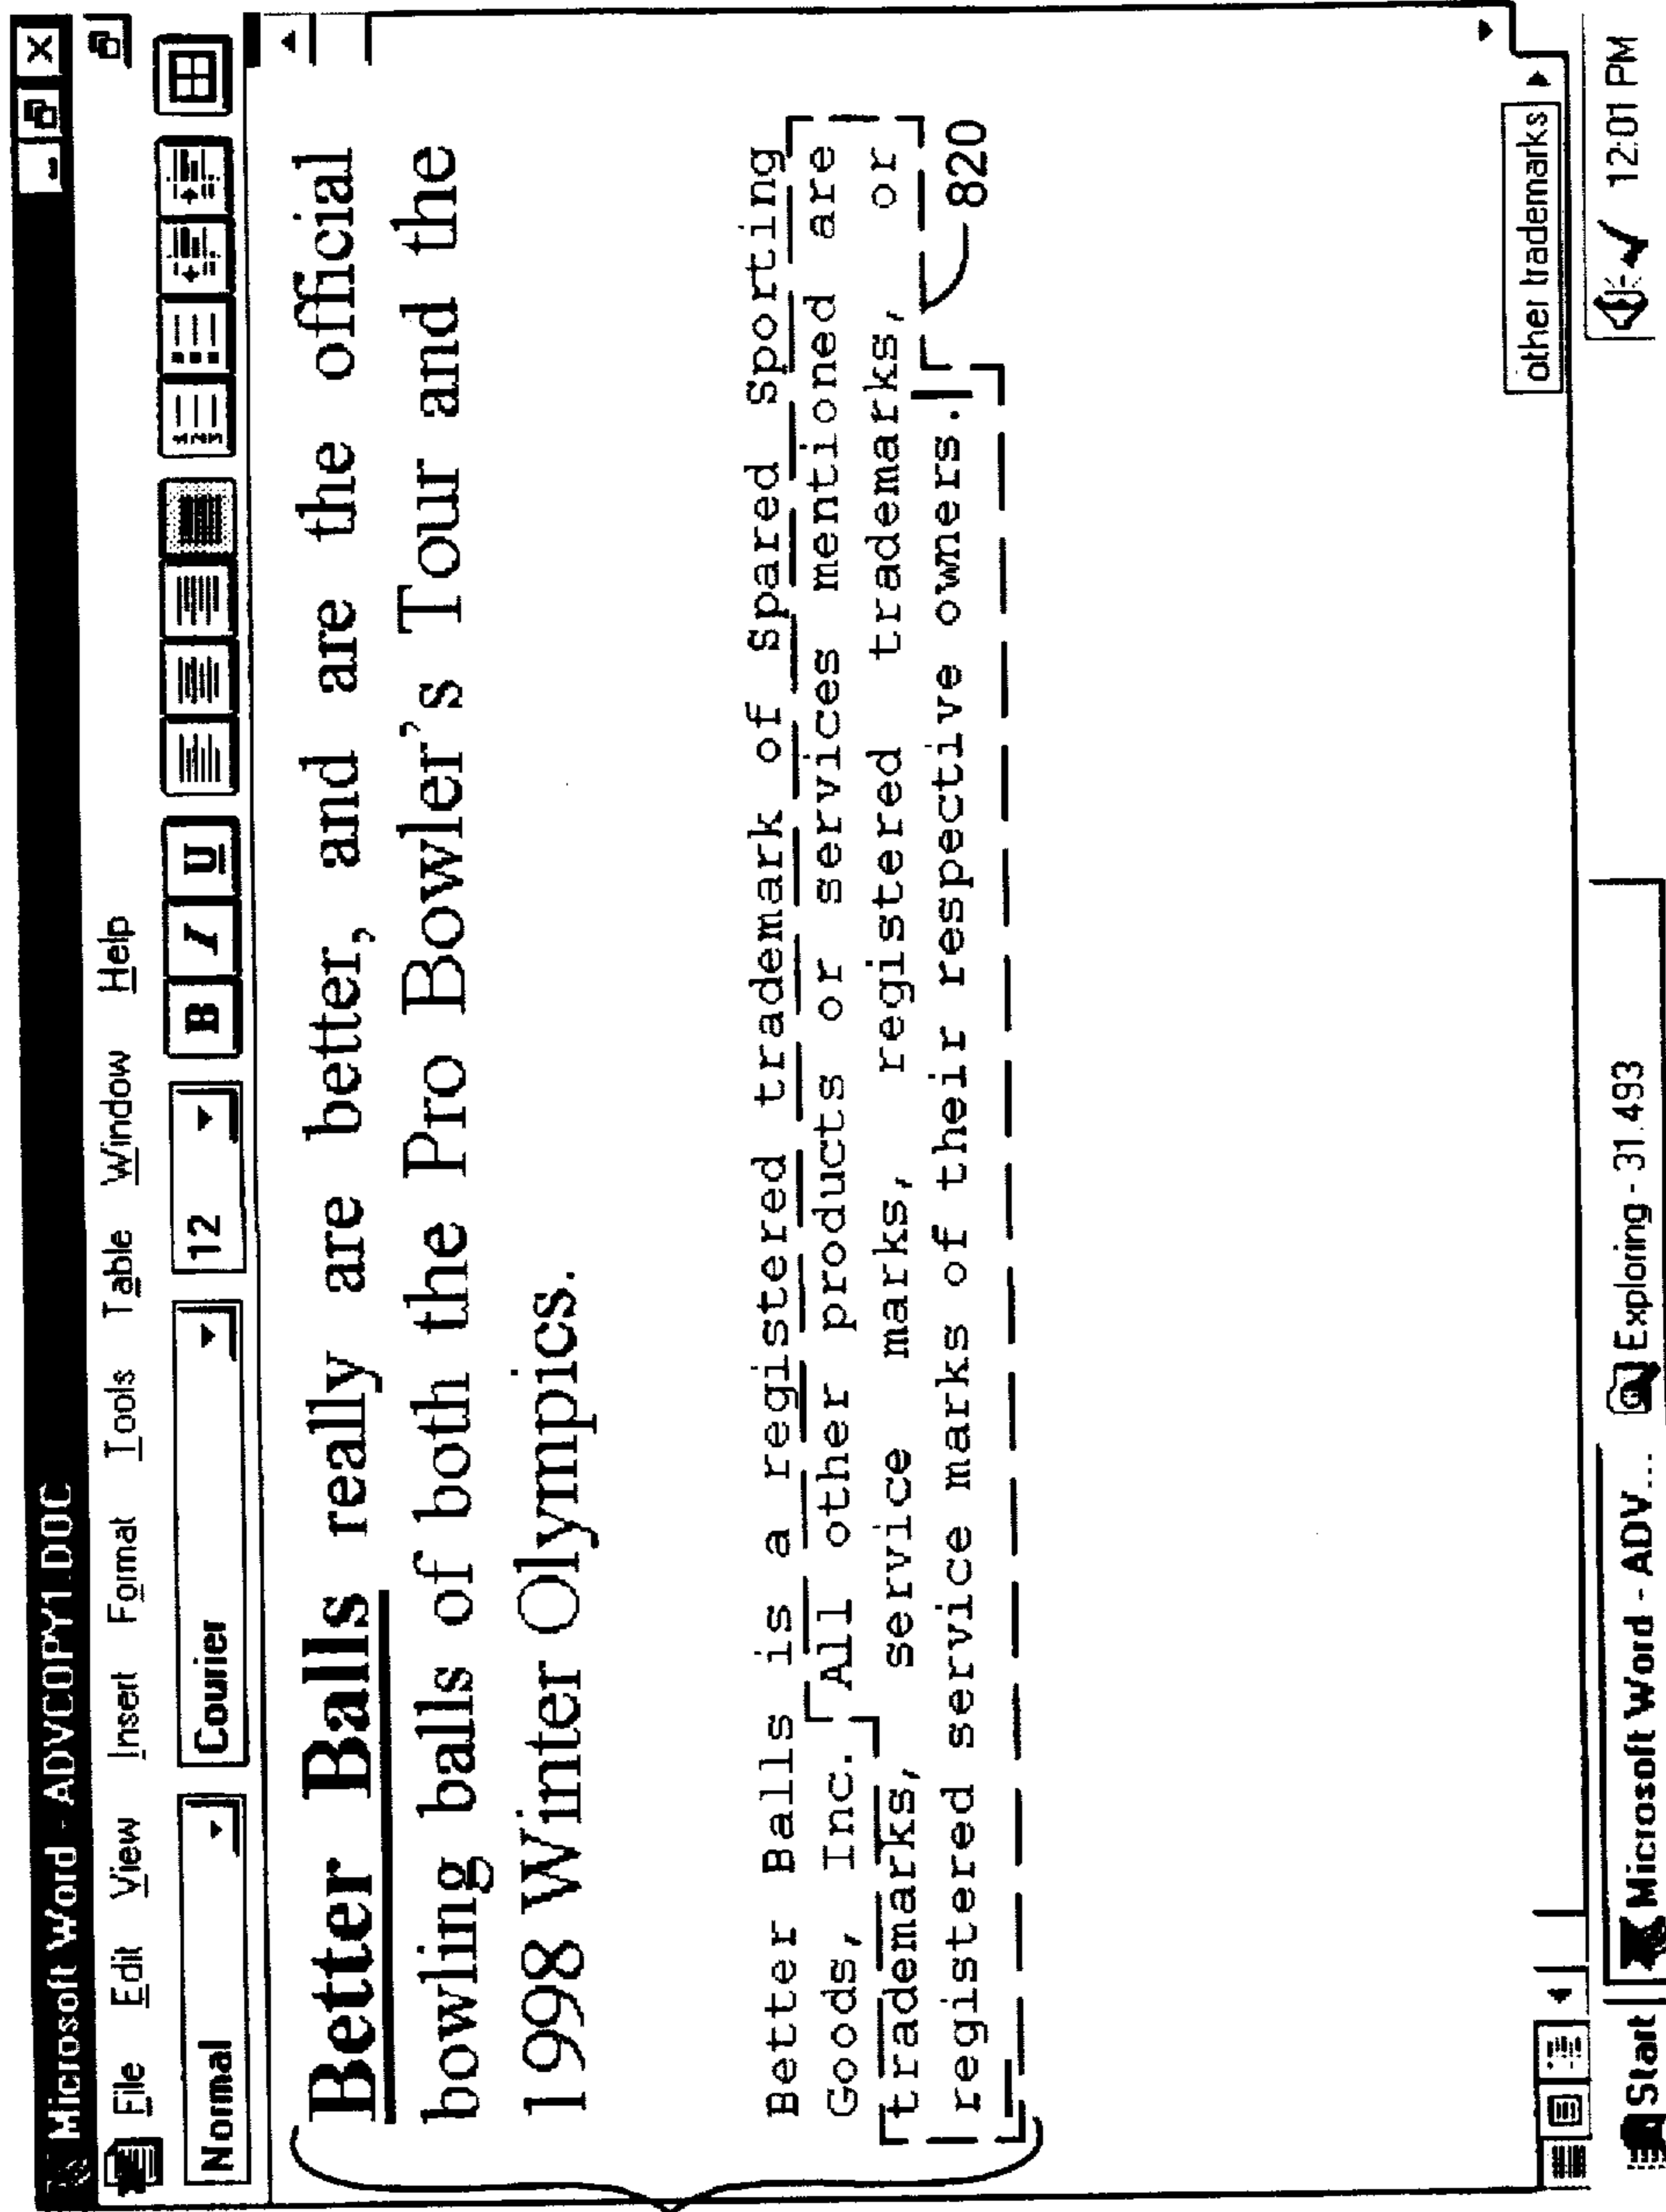 Microsoft Word - ADVCOPY1.DOC
File Edit View Insert Format Tools Table Window Help
Normal Courier 12 B I U
Better Balls really are better, and are the official
bowling balls of both the Pro Bowler's Tour and the
1998 Winter Olympics.
Better Balls is a registered trademark of Spared Sporting
Goods, Inc. All other products or services mentioned are
trademarks, service marks, registered trademarks, or
registered service marks of their respective owners.
820
other trademarks
Start Microsoft Word - ADV... Exploring - 31.493 12:01 PM